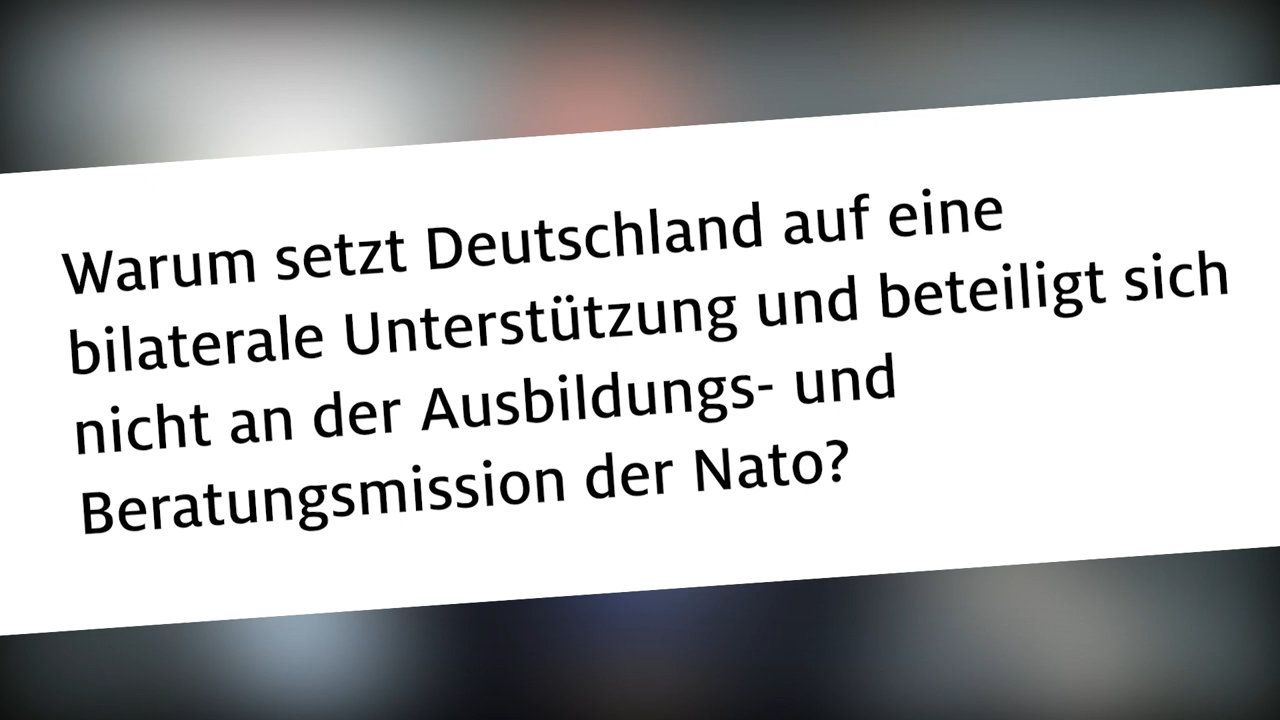 Warum setzt Deutschland auf eine
bilaterale Unterstützung und beteiligt sich
nicht an der Ausbildungs- und
Beratungsmission der Nato?